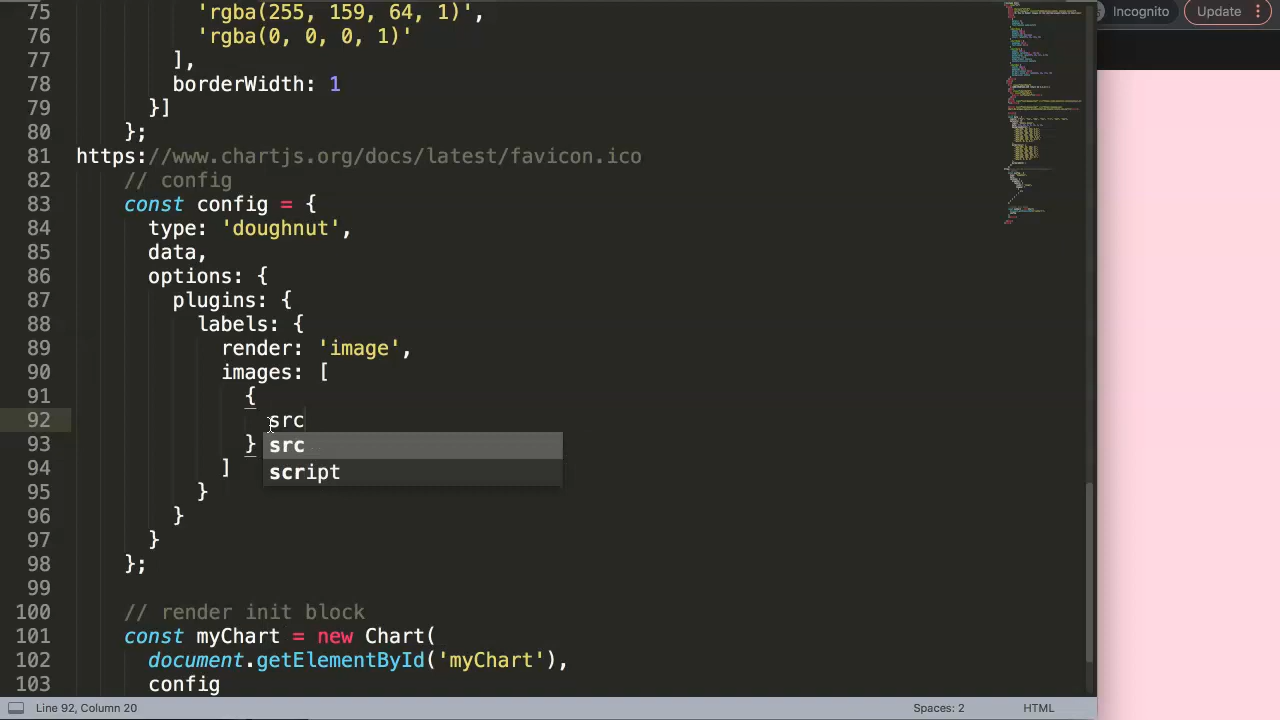 75 'rgba(255, 159, 64, 1)',
Incognito
Update
76 'rgba(0, 0, 0, 1)'
77 ],
78 borderWidth: 1
79 }]
80 };
81 https://www.chartjs.org/docs/latest/favicon.ico
82 // config
83 const config = {
84 type: 'doughnut',
85 data,
86 options: {
87 plugins: {
88 labels: {
89 render: 'image',
90 images: [
91 {
92 src
93 }
src
script
94 ]
95 }
96 }
97 }
98 };
99
100 // render init block
101 const myChart = new Chart(
102 document.getElementById('myChart'),
103 config
Line 92, Column 20
Spaces: 2
HTML